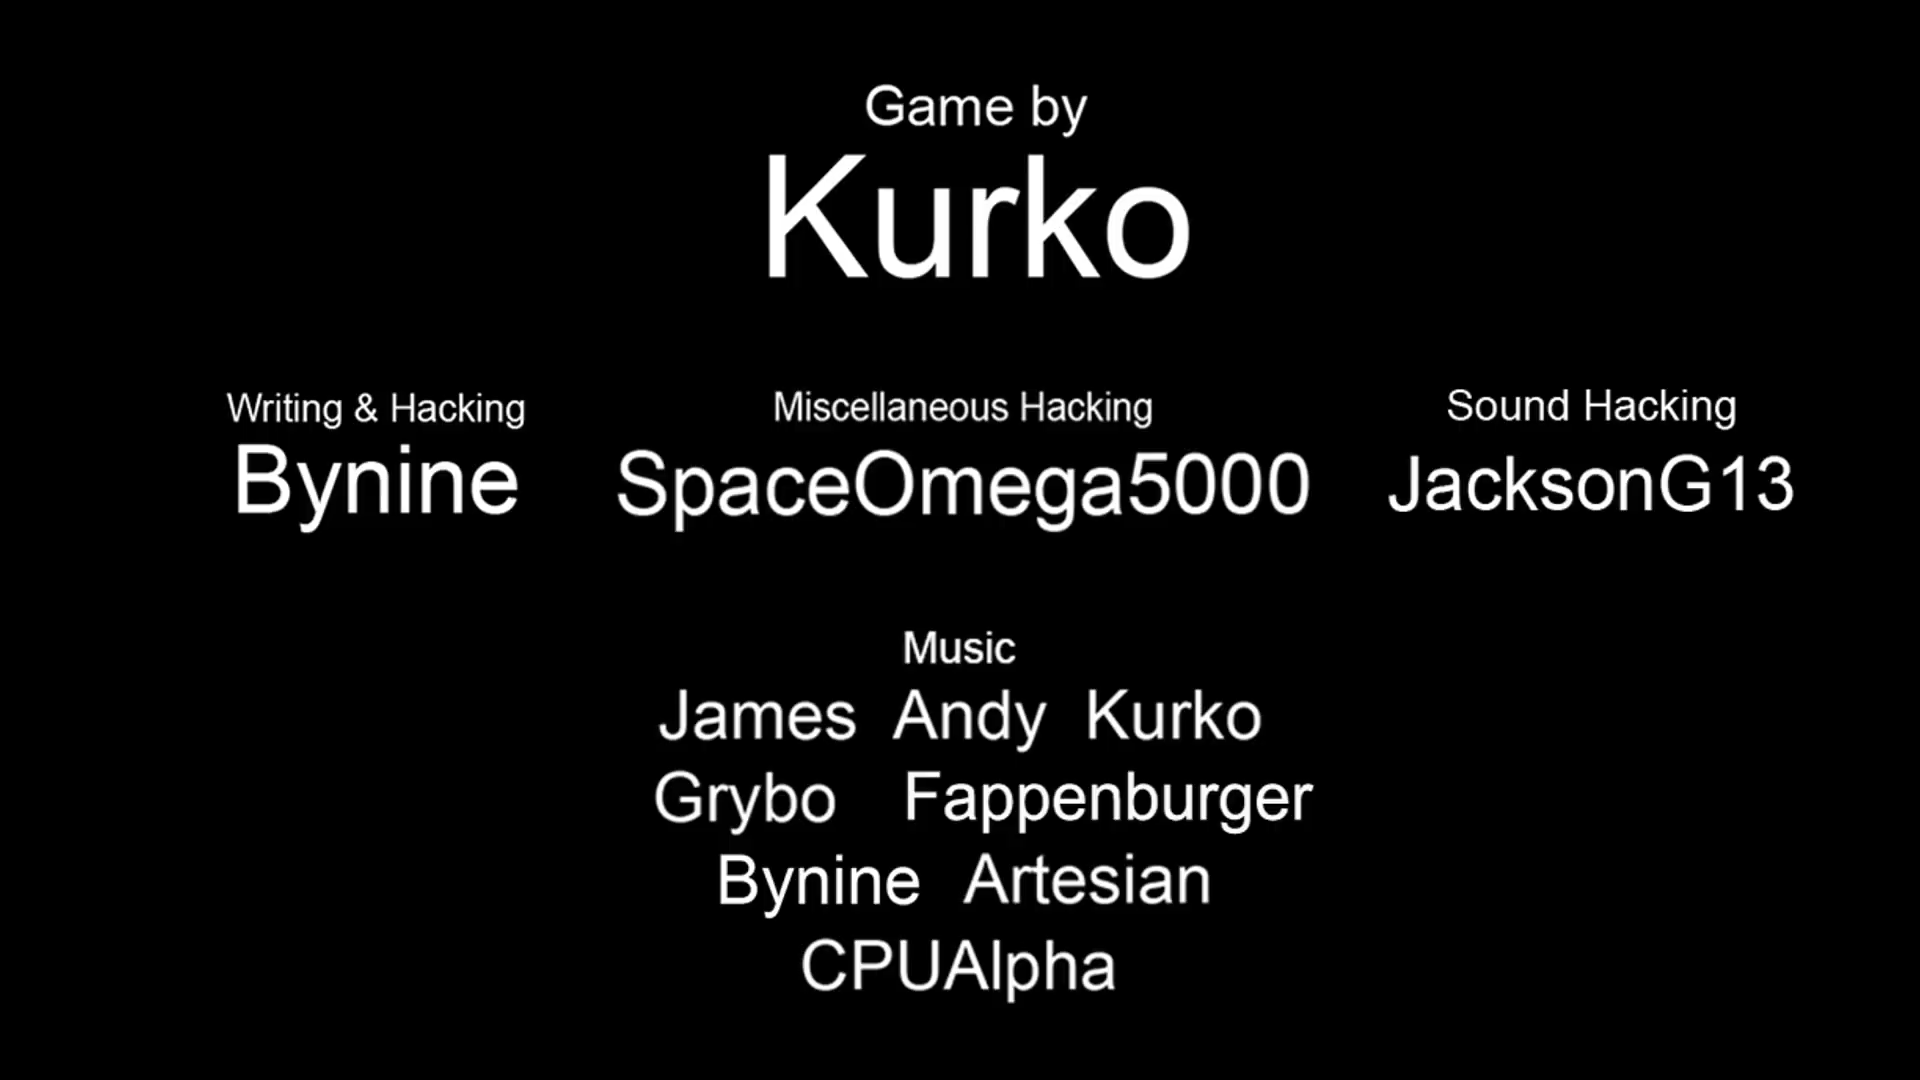 Game by
Kurko
Writing & Hacking
Bynine
Miscellaneous Hacking
SpaceOmega5000
Sound Hacking
JacksonG13
Music
James Andy Kurko
Grybo Fappenburger
Bynine Artesian
CPUAlpha